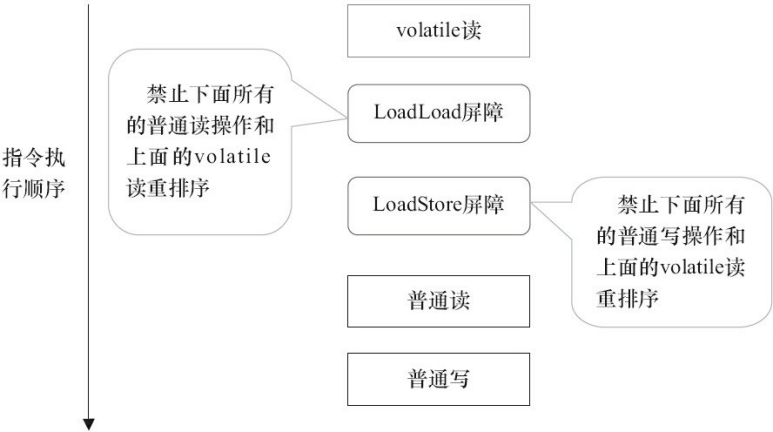 volatile读
禁止下面所有
的普通读操作和
上面的volatile
读重排序
LoadLoad屏障
指令执
行顺序
LoadStore屏障
禁止下面所有
的普通写操作和
上面的volatile读
重排序
普通读
普通写